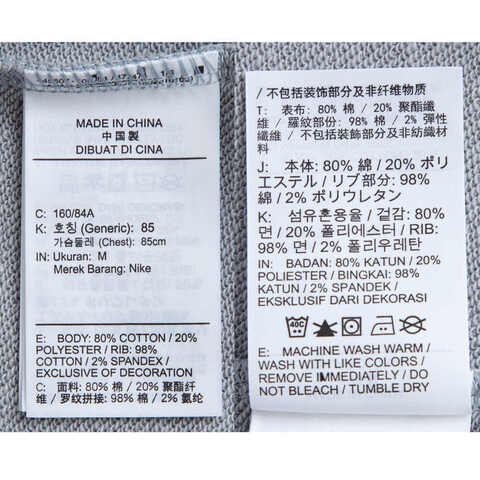 MADE IN CHINA
中国製
DIBUAT DI CINA
C: 160/84A
K: 호칭 (Generic): 85
가슴둘레 (Chest): 85cm
IN: Ukuran: M
Merek Barang: Nike
E: BODY: 80% COTTON / 20%
POLYESTER / RIB: 98%
COTTON / 2% SPANDEX /
EXCLUSIVE OF DECORATION
C: 面料: 80% 棉 / 20% 聚酯纤
维 / 罗纹拼接: 98% 棉 / 2% 氨纶
/ 不包括装饰部分及非纤维物质
T: 表布: 80% 棉 / 20% 聚酯纖
維 / 羅紋部分: 98% 棉 / 2% 彈性
纖維 / 不包括裝飾部分及非紡織材
料
J: 本体: 80% 綿 / 20% ポリ
エステル / リブ部分: 98%
綿 / 2% ポリウレタン
K: 섬유혼용율 / 겉감: 80%
면 / 20% 폴리에스터 / RIB:
98% 면 / 2% 폴리우레탄
IN: BADAN: 80% KATUN / 20%
POLIESTER / BINGKAI: 98%
KATUN / 2% SPANDEK /
EKSKLUSIF DARI DEKORASI
40C
E: MACHINE WASH WARM /
WASH WITH LIKE COLORS /
REMOVE IMMEDIATELY / DO
NOT BLEACH / TUMBLE DRY